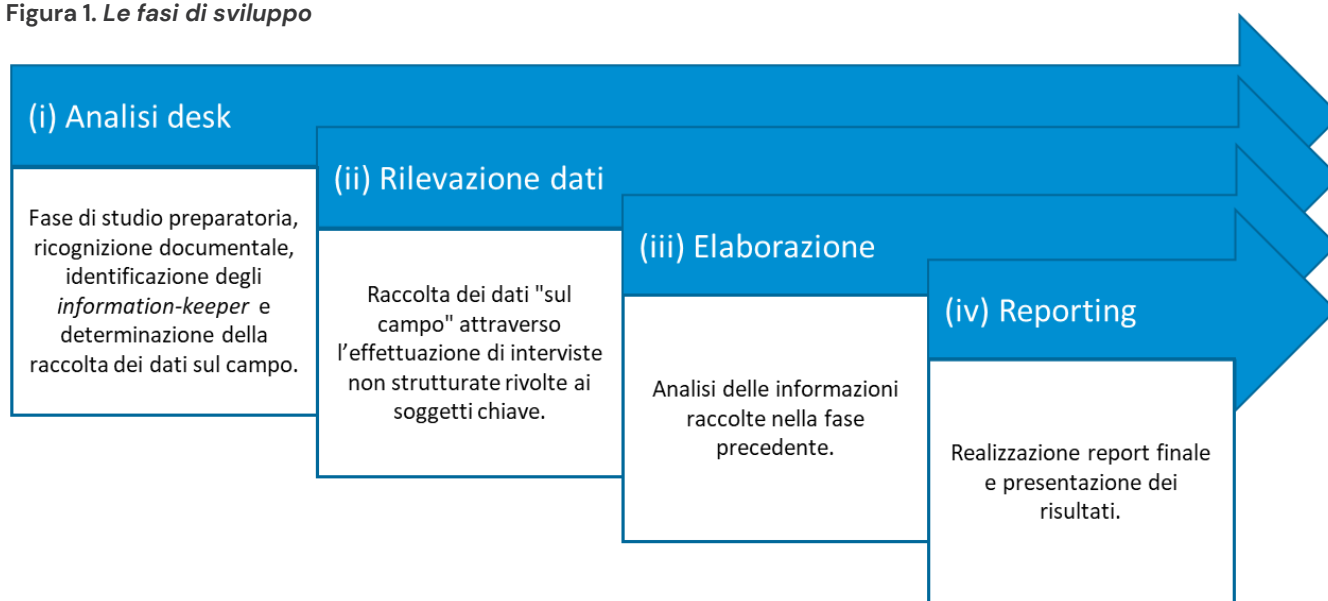 Figura 1. Le fasi di sviluppo
(i) Analisi desk
Fase di studio preparatoria,
ricognizione documentale,
identificazione degli
information-keeper e
determinazione della
raccolta dei dati sul campo.
(ii) Rilevazione dati
Raccolta dei dati "sul
campo" attraverso
l’effettuazione di interviste
non strutturate rivolte ai
soggetti chiave.
(iii) Elaborazione
Analisi delle informazioni
raccolte nella fase
precedente.
(iv) Reporting
Realizzazione report finale
e presentazione dei
risultati.